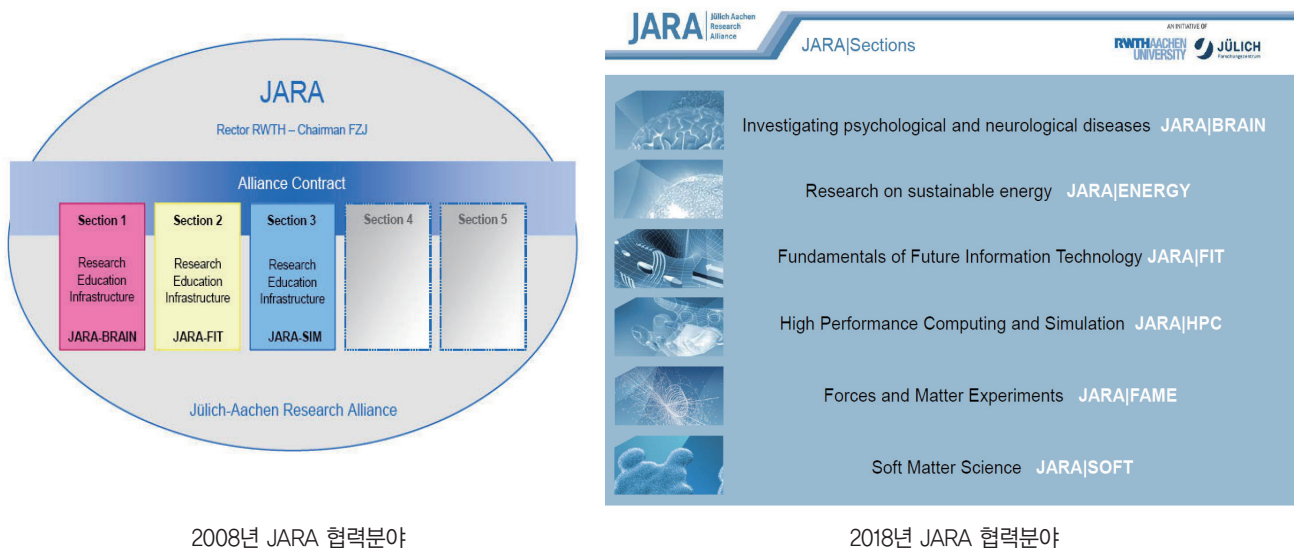 JARA
Rector RWTH – Chairman FZJ
Alliance Contract
Section 1
Research
Education
Infrastructure
JARA-BRAIN
Section 2
Research
Education
Infrastructure
JARA-FIT
Section 3
Research
Education
Infrastructure
JARA-SIM
Section 4
Section 5
Jülich-Aachen Research Alliance
2008년 JARA 협력분야
JARA
Jülich Aachen
Research
Alliance
JARA|Sections
AN INITIATIVE OF
RWTHAACHEN
UNIVERSITY
JÜLICH
Forschungszentrum
Investigating psychological and neurological diseases JARA|BRAIN
Research on sustainable energy JARA|ENERGY
Fundamentals of Future Information Technology JARA|FIT
High Performance Computing and Simulation JARA|HPC
Forces and Matter Experiments JARA|FAME
Soft Matter Science JARA|SOFT
2018년 JARA 협력분야